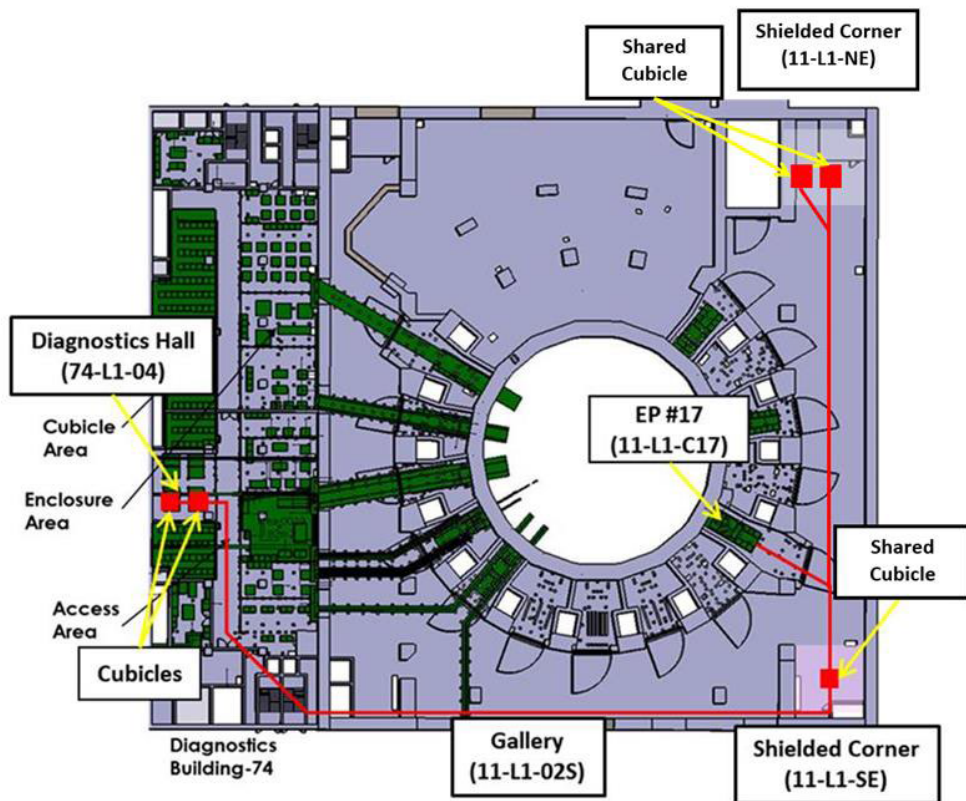 Shared
Cubicle
Shielded Corner
(11-L1-NE)
Diagnostics Hall
(74-L1-04)
Cubicle
Area
EP #17
(11-L1-C17)
Enclosure
Area
Shared
Cubicle
Access
Area
Cubicles
Diagnostics
Building-74
Gallery
(11-L1-02S)
Shielded Corner
(11-L1-SE)